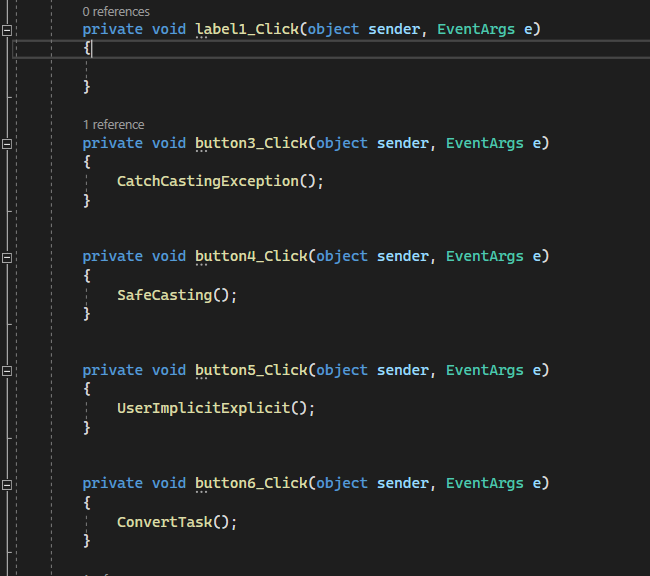 0 references
private void label1_Click(object sender, EventArgs e)
{
}
1 reference
private void button3_Click(object sender, EventArgs e)
{
CatchCastingException();
}
private void button4_Click(object sender, EventArgs e)
{
SafeCasting();
}
private void button5_Click(object sender, EventArgs e)
{
UserImplicitExplicit();
}
private void button6_Click(object sender, EventArgs e)
{
ConvertTask();
}